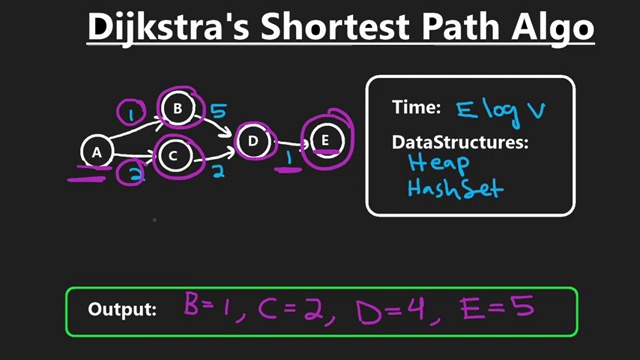 Dijkstra's Shortest Path Algo
B
1
5
A
C
2
2
D
1
E
Time: E log V
DataStructures:
Heap
HashSet
Output: B=1, C=2, D=4, E=5